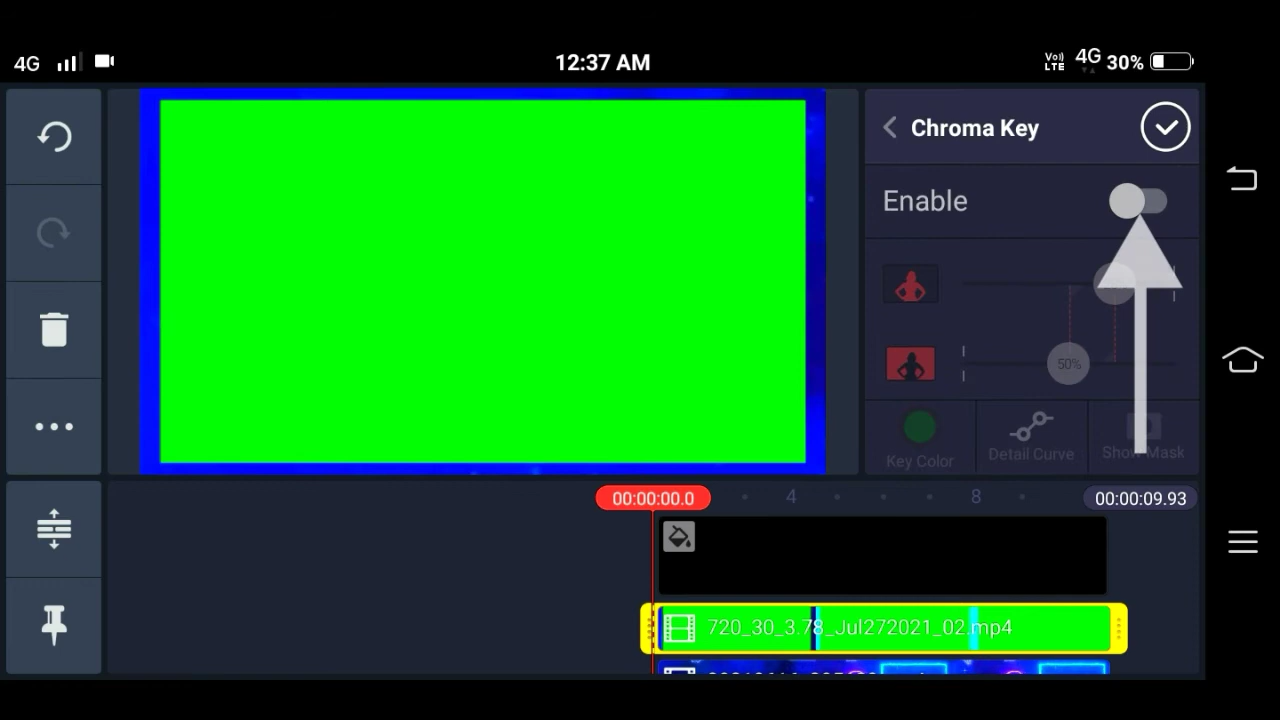 4G 12:37 AM Vo) LTE 4G 30%
Chroma Key
Enable
50%
Key Color Detail Curve Show Mask
00:00:00.0 4 8 00:00:09.93
720_30_3.78_Jul272021_02.mp4